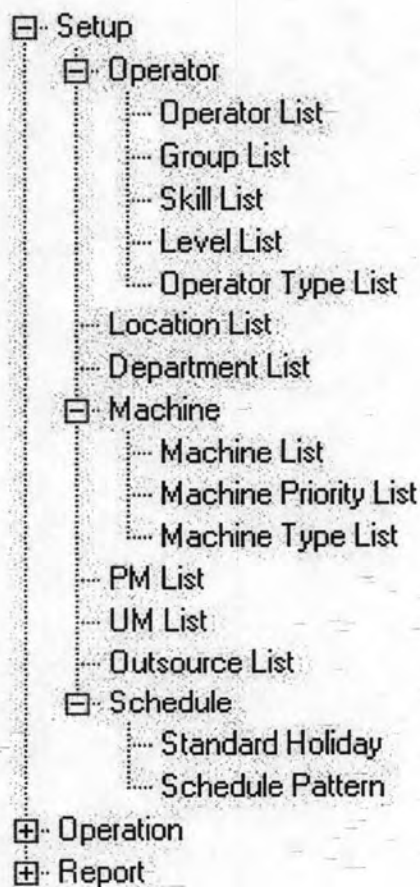 Setup
Operator
Operator List
Group List
Skill List
Level List
Operator Type List
Location List
Department List
Machine
Machine List
Machine Priority List
Machine Type List
PM List
UM List
Outsource List
Schedule
Standard Holiday
Schedule Pattern
Operation
Report